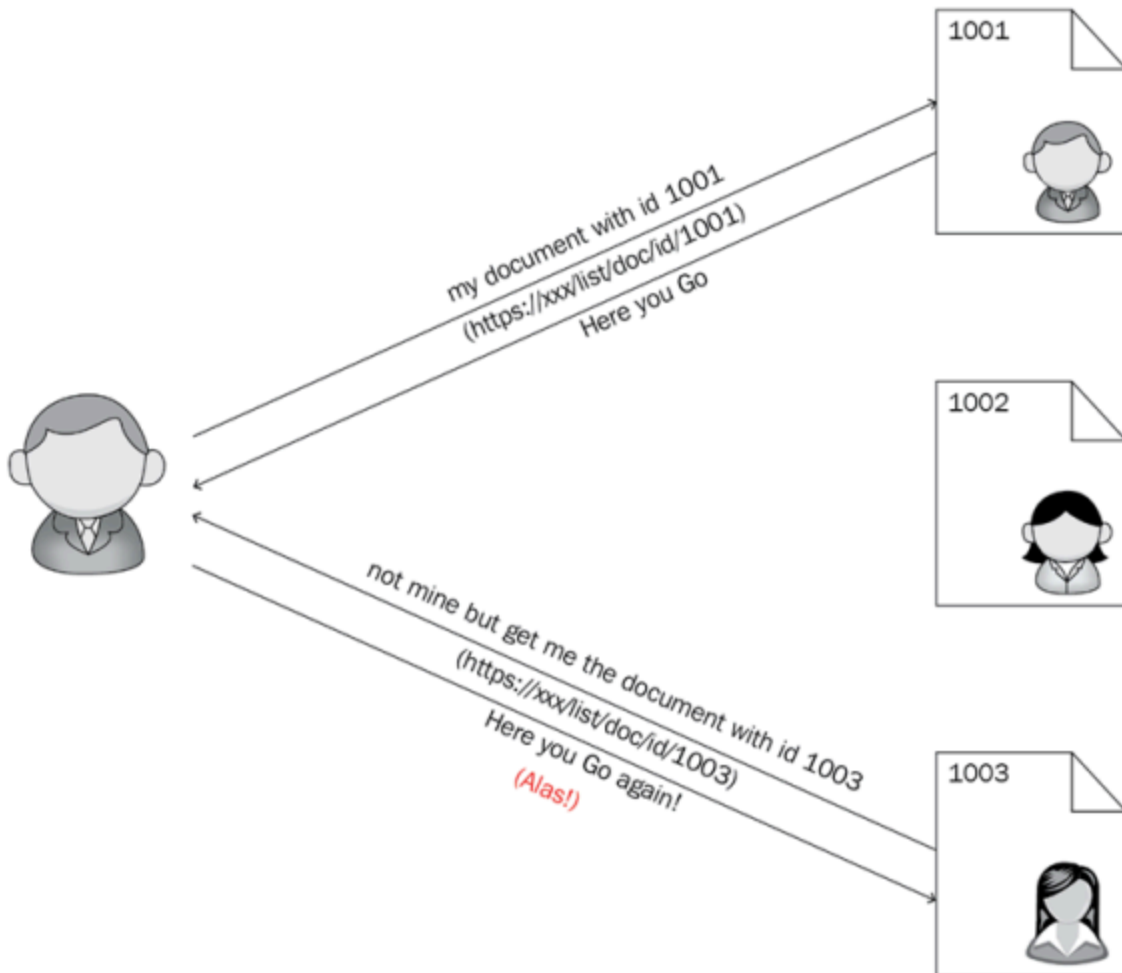 1001
my document with id 1001
(https://xxx/list/doc/id/1001)
Here you Go
1002
not mine but get me the document with id 1003
(https://xxx/list/doc/id/1003)
Here you Go again!
(Alas!)
1003